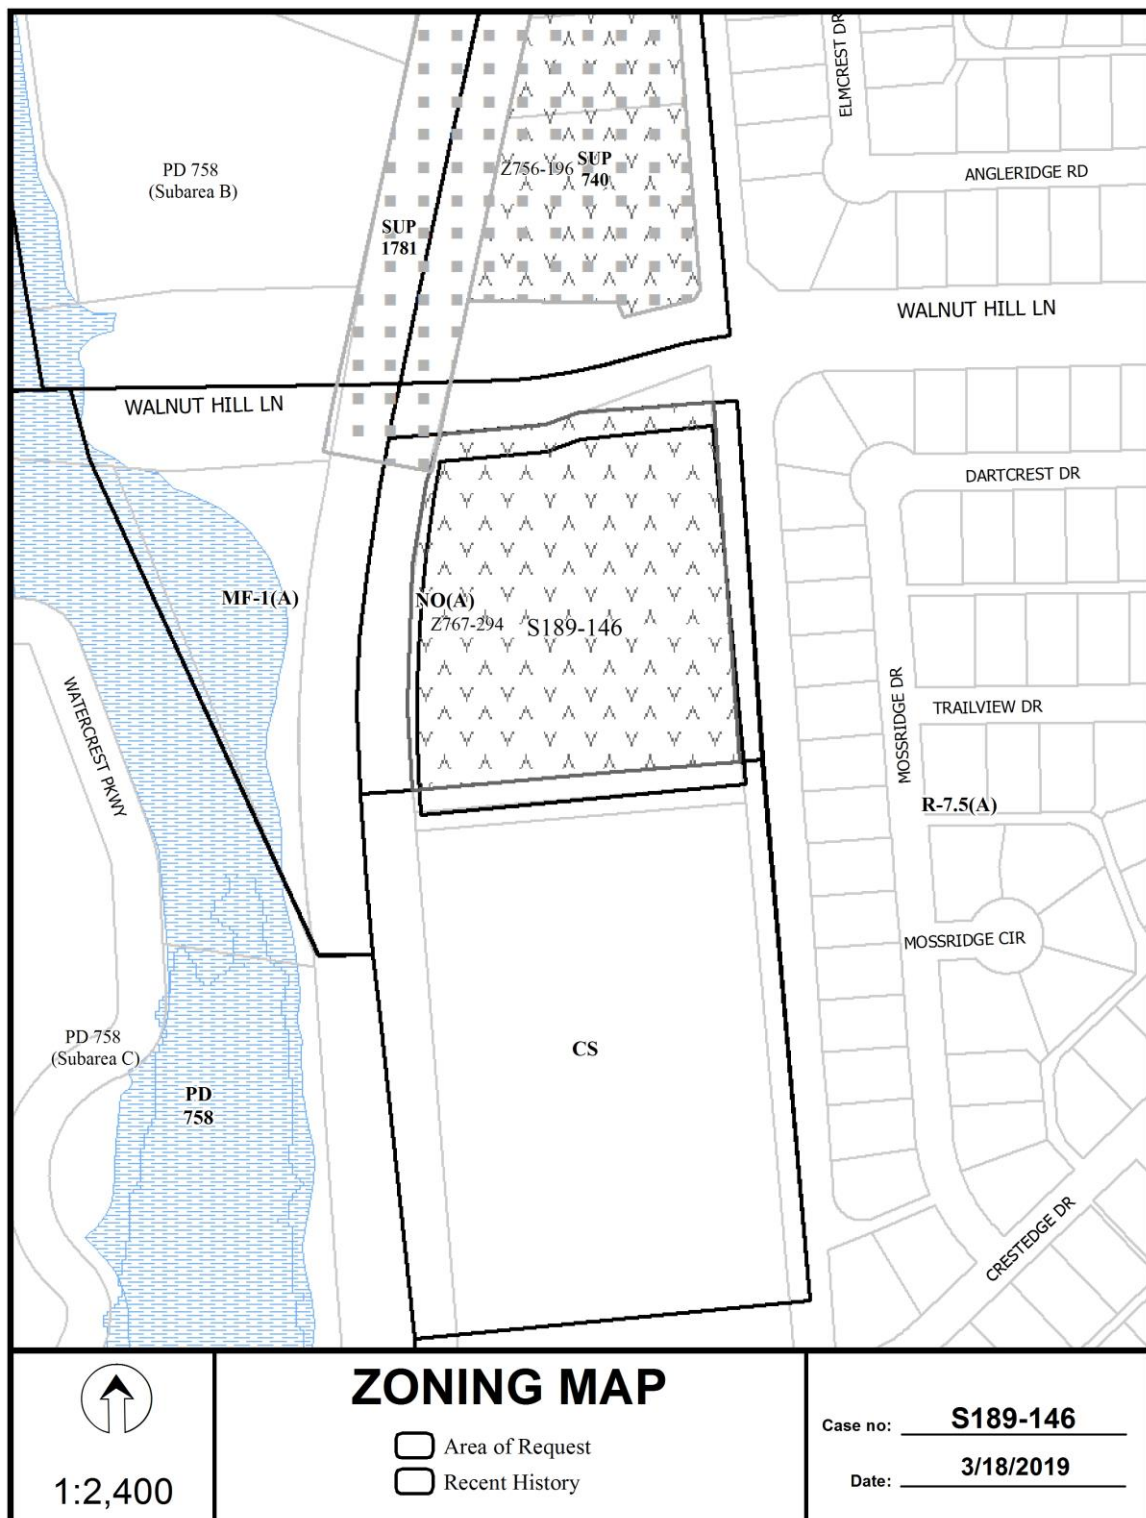 ELMCREST DR
PD 758
(Subarea B)
Z756-196
SUP
740
ANGLERIDGE RD
SUP
1781
WALNUT HILL LN
WALNUT HILL LN
DARTCREST DR
MF-1(A)
NO(A)
Z767-294
S189-146
WATERCREST PKWY
MOSSRIDGE DR
TRAILVIEW DR
R-7.5(A)
MOSSRIDGE CIR
PD 758
(Subarea C)
CS
PD
758
CRESTEDGE DR
1:2,400
ZONING MAP
Area of Request
Recent History
Case no: S189-146
Date: 3/18/2019